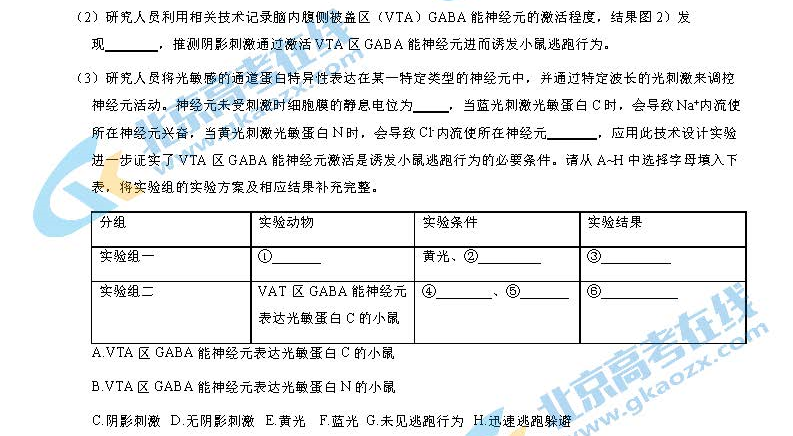 （2）研究人员利用相关技术记录脑内腹侧被盖区（VTA）GABA 能神经元的激活程度，结果图2）发
现_______，推测阴影刺激通过激活 VTA 区 GABA 能神经元进而诱发小鼠逃跑行为。
（3）研究人员将光敏感的通道蛋白特异性表达在某一特定类型的神经元中，并通过特定波长的光刺激来调控
神经元活动。神经元未受刺激时细胞膜的静息电位为_____，当蓝光刺激光敏蛋白 C 时，会导致 Na⁺内流使
所在神经元兴奋，当黄光刺激光敏蛋白 N 时，会导致 Cl⁻内流使所在神经元_______，应用此技术设计实验
进一步证实了 VTA 区 GABA 能神经元激活是诱发小鼠逃跑行为的必要条件。请从 A~H 中选择字母填入下
表，将实验组的实验方案及相应结果补充完整。
分组 实验动物 实验条件 实验结果
实验组一 ①_______ 黄光、②_________ ③__________
实验组二 VAT 区 GABA 能神经元 ④________、⑤_______ ⑥___________
表达光敏蛋白 C 的小鼠
A.VTA 区 GABA 能神经元表达光敏蛋白 C 的小鼠
B.VTA 区 GABA 能神经元表达光敏蛋白 N 的小鼠
C.阴影刺激 D.无阴影刺激 E.黄光 F.蓝光 G.未见逃跑行为 H.迅速逃跑躲避
北京高考在线
www.gkaozx.com
北京高考在线
www.gkaozx.com